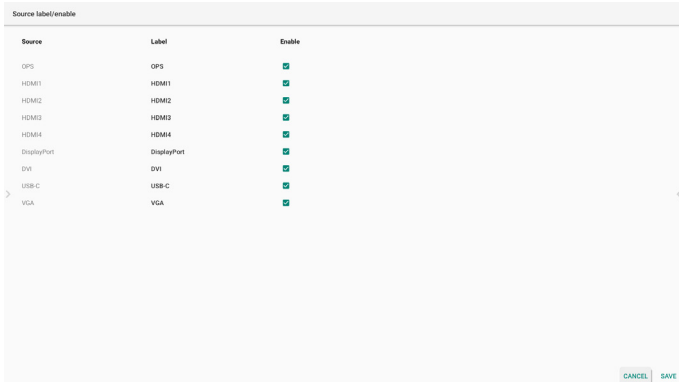 Source label/enable
Source Label Enable
OPS OPS
HDMI1 HDMI1
HDMI2 HDMI2
HDMI3 HDMI3
HDMI4 HDMI4
DisplayPort DisplayPort
DVI DVI
USB-C USB-C
VGA VGA
CANCEL SAVE